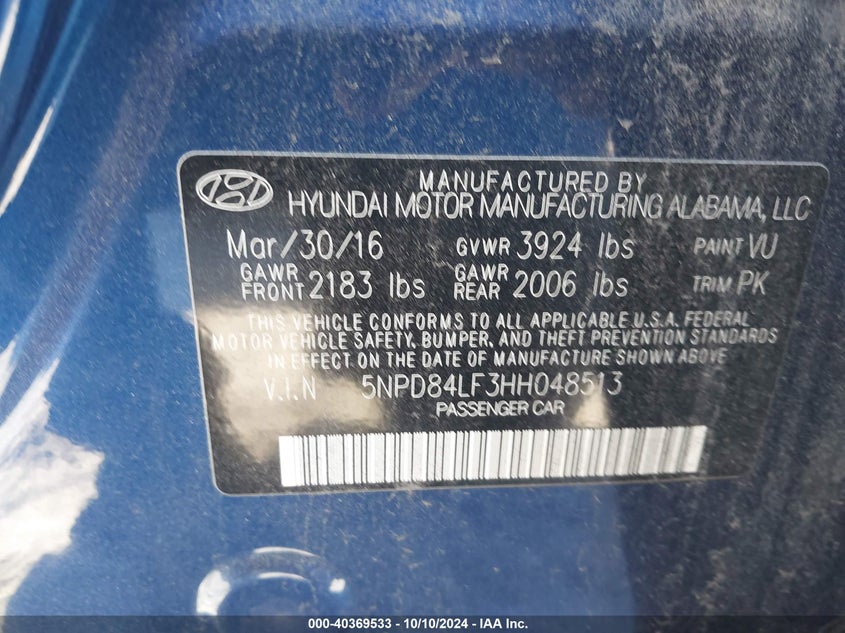 MANUFACTURED BY
HYUNDAI MOTOR MANUFACTURING ALABAMA, LLC
Mar/30/16 GVWR 3924 lbs PAINT VU
GAWR FRONT 2183 lbs GAWR REAR 2006 lbs TRIM PK
THIS VEHICLE CONFORMS TO ALL APPLICABLE U.S.A. FEDERAL
MOTOR VEHICLE SAFETY, BUMPER, AND THEFT PREVENTION STANDARDS
IN EFFECT ON THE DATE OF MANUFACTURE SHOWN ABOVE.
V.I.N 5NPD84LF3HH048513
PASSENGER CAR
000-40369533 - 10/10/2024 - IAA Inc.